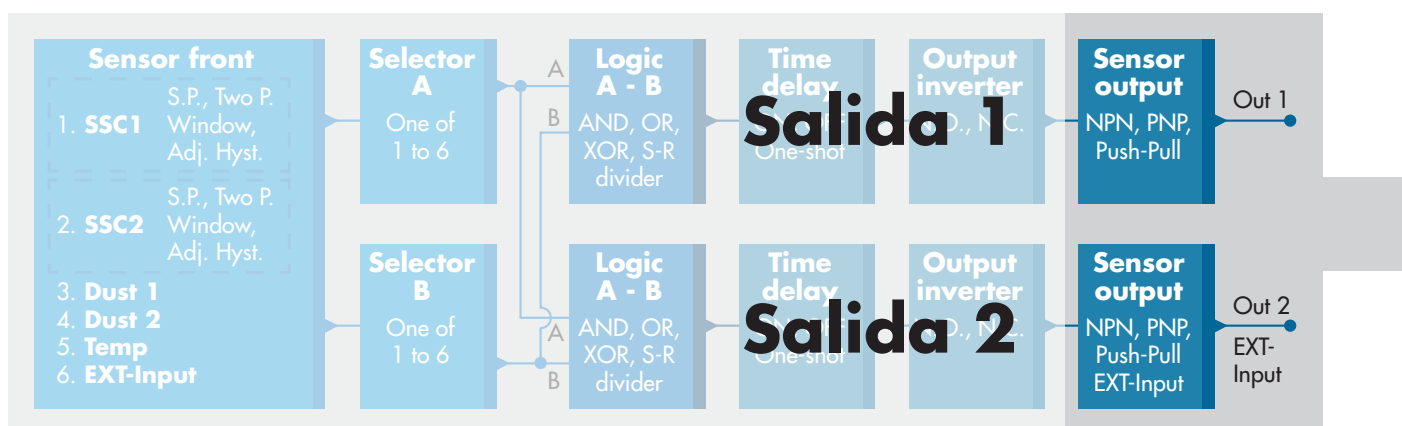 Sensor front
1. SSC1
S.P., Two P.
Window,
Adj. Hyst.
2. SSC2
S.P., Two P.
Window,
Adj. Hyst.
3. Dust 1
4. Dust 2
5. Temp
6. EXT-Input
Selector
A
One of
1 to 6
Selector
B
One of
1 to 6
A
B
Logic
A - B
AND, OR,
XOR, S-R
divider
Time
delay
One-shot
Output
inverter
Salida 1
Sensor
output
NPN, PNP,
Push-Pull
Out 1
A
B
Logic
A - B
AND, OR,
XOR, S-R
divider
Time
delay
One-shot
Output
inverter
Salida 2
Sensor
output
NPN, PNP,
Push-Pull
EXT-Input
Out 2
EXT-
Input